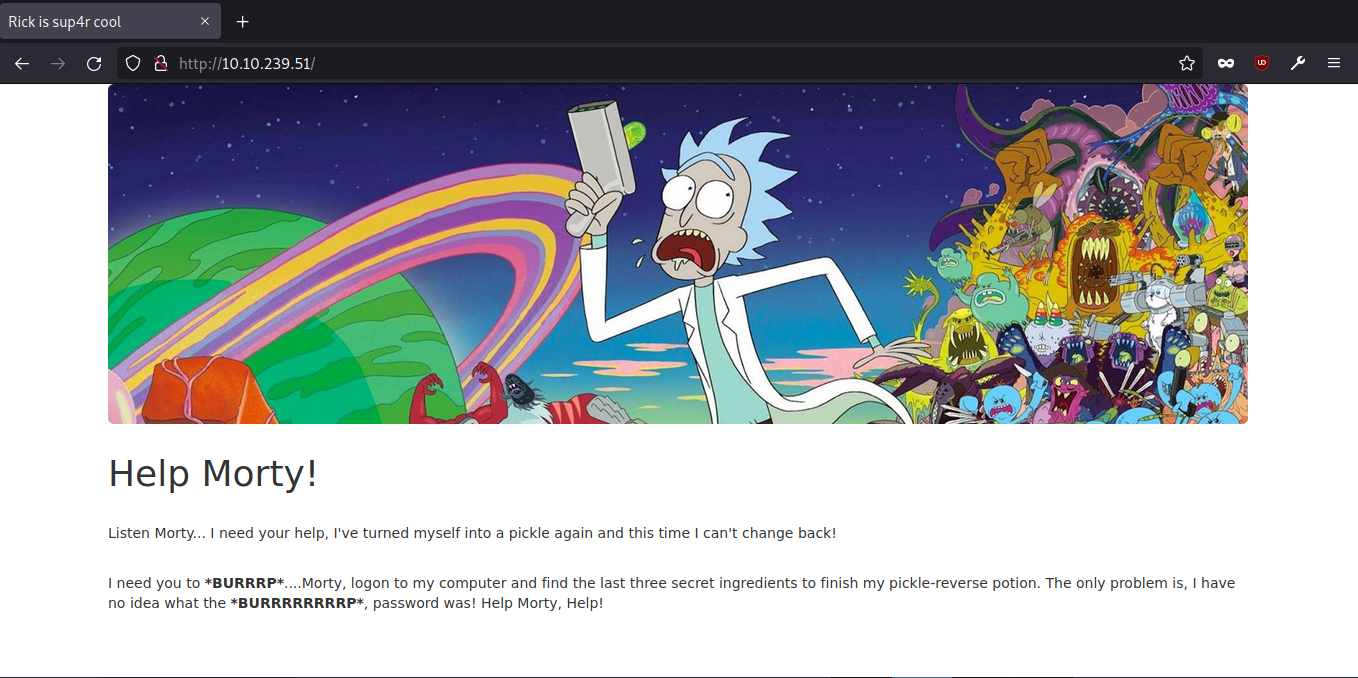 Rick is sup4r cool
http://10.10.239.51/
UO
Help Morty!
Listen Morty... I need your help, I've turned myself into a pickle again and this time I can't change back!
I need you to *BURRRP*....Morty, logon to my computer and find the last three secret ingredients to finish my pickle-reverse potion. The only problem is, I have
no idea what the *BURRRRRRRRP*, password was! Help Morty, Help!